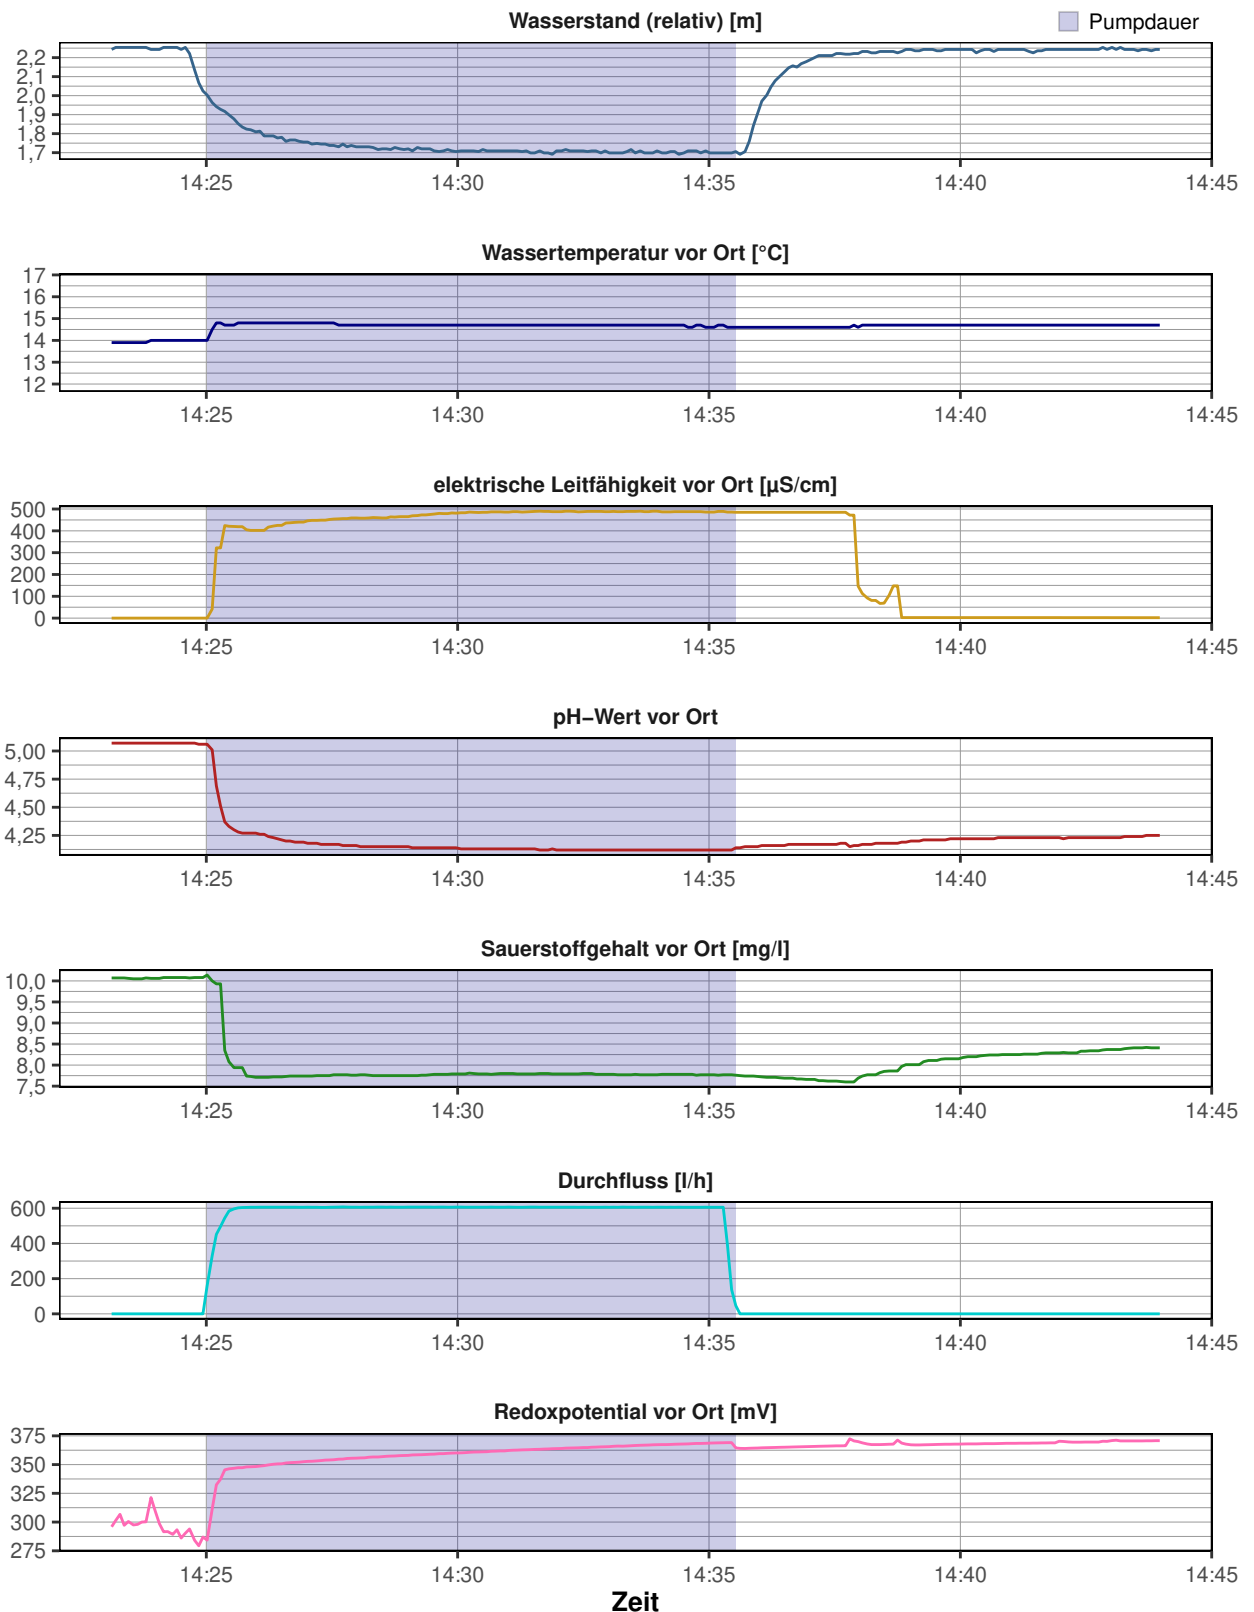 Wasserstand (relativ) [m]
Pumpdauer
2,2
2,1
2,0
1,9
1,8
1,7
14:25 14:30 14:35 14:40 14:45
Wassertemperatur vor Ort [°C]
17
16
15
14
13
12
14:25 14:30 14:35 14:40 14:45
elektrische Leitfähigkeit vor Ort [µS/cm]
500
400
300
200
100
0
14:25 14:30 14:35 14:40 14:45
pH−Wert vor Ort
5,00
4,75
4,50
4,25
14:25 14:30 14:35 14:40 14:45
Sauerstoffgehalt vor Ort [mg/l]
10,0
9,5
9,0
8,5
8,0
7,5
14:25 14:30 14:35 14:40 14:45
Durchfluss [l/h]
600
400
200
0
14:25 14:30 14:35 14:40 14:45
Redoxpotential vor Ort [mV]
375
350
325
300
275
14:25 14:30 14:35 14:40 14:45
Zeit